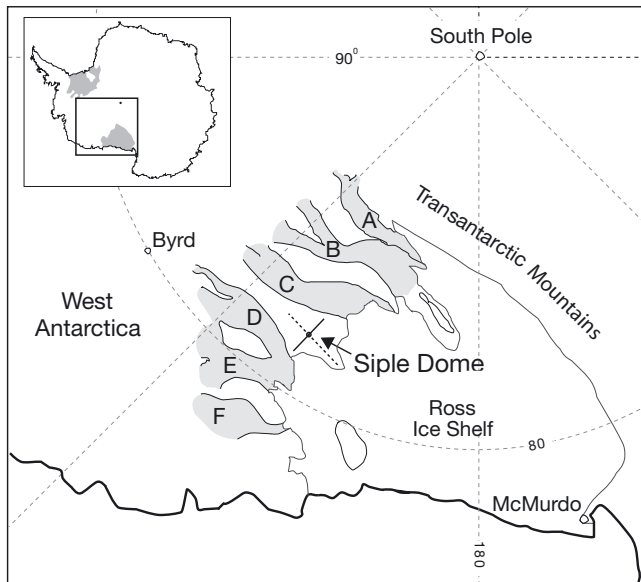 South Pole
90°
A
Transantarctic Mountains
B
Byrd
C
West
Antarctica
D
Siple Dome
E
Ross
Ice Shelf
F
80
McMurdo
180